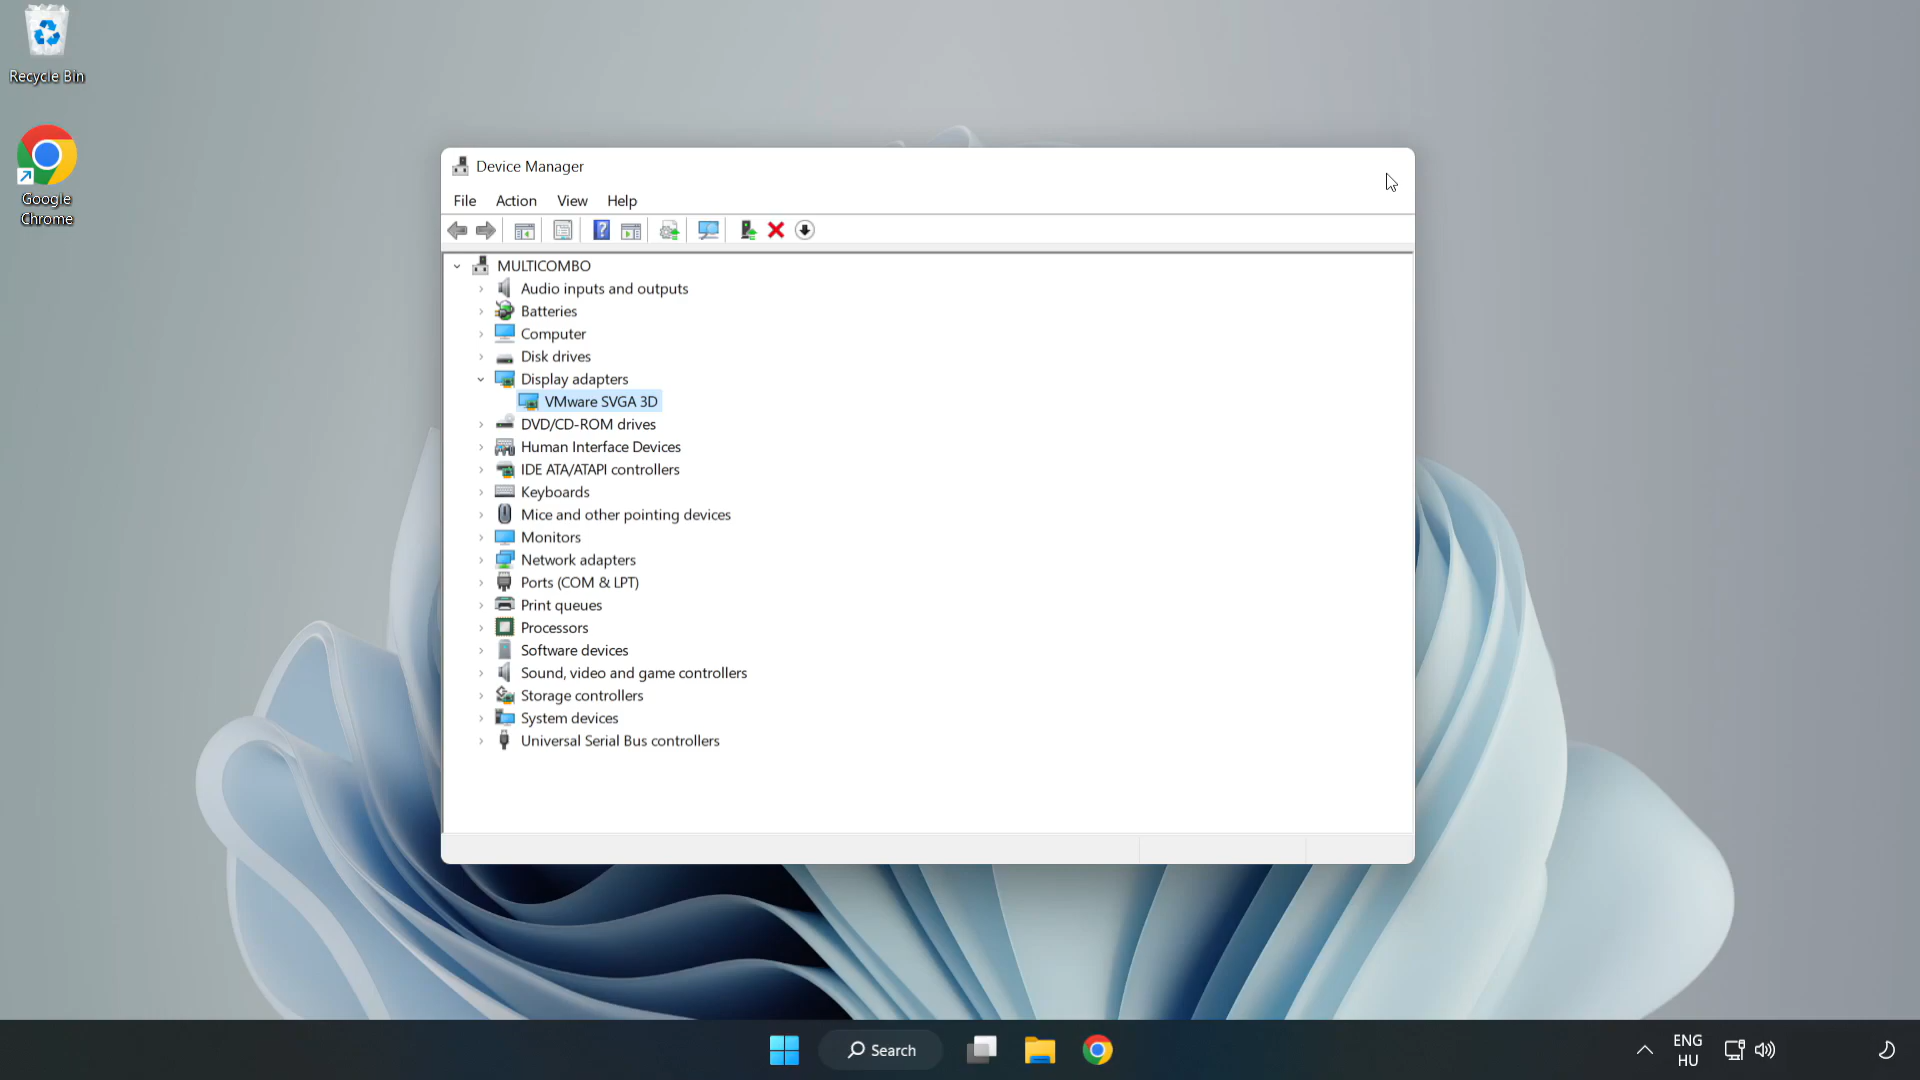 Recycle Bin
Google
Chrome
Device Manager
File Action View Help
MULTICOMBO
Audio inputs and outputs
Batteries
Computer
Disk drives
Display adapters
VMware SVGA 3D
DVD/CD-ROM drives
Human Interface Devices
IDE ATA/ATAPI controllers
Keyboards
Mice and other pointing devices
Monitors
Network adapters
Ports (COM & LPT)
Print queues
Processors
Software devices
Sound, video and game controllers
Storage controllers
System devices
Universal Serial Bus controllers
Search
ENG
HU